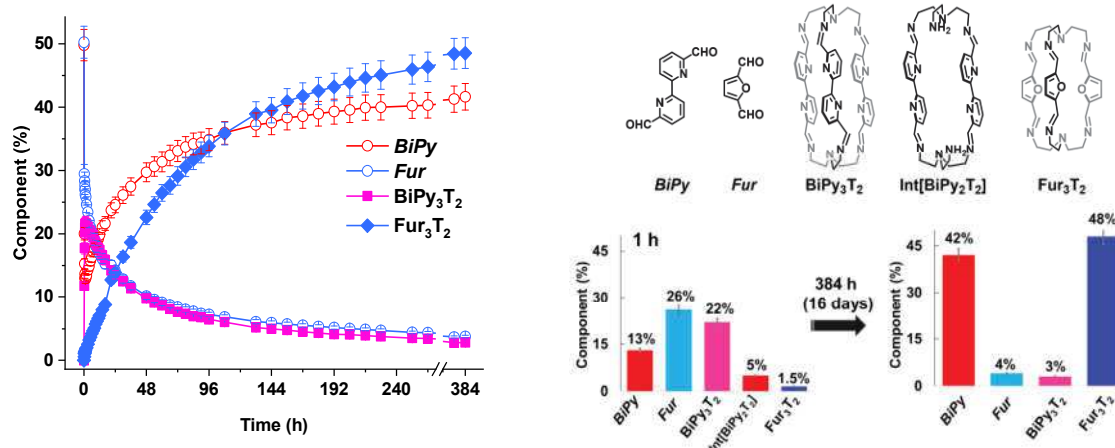 Component (%)
50
40
30
20
10
0
BiPy
Fur
BiPy₃T₂
Fur₃T₂
0
48
96
144
192
240
384
Time (h)
CHO
CHO
O
N
N
OHC
CHO
NH₂
NH₂
BiPy
Fur
BiPy₃T₂
Int[BiPy₂T₂]
Fur₃T₂
1 h
Component (%)
45
30
15
0
13%
26%
22%
5%
1.5%
BiPy
Fur
BiPy₃T₂
Int[BiPy₂T₂]
Fur₃T₂
384 h
(16 days)
Component (%)
45
30
15
0
42%
4%
3%
48%
BiPy
Fur
BiPy₃T₂
Fur₃T₂